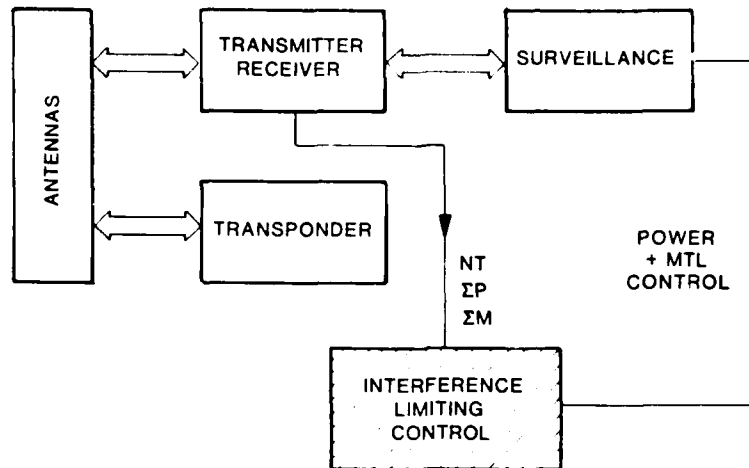 ANTENNAS
TRANSMITTER
RECEIVER
SURVEILLANCE
TRANSPONDER
NT
ΣP
ΣM
POWER
+ MTL
CONTROL
INTERFERENCE
LIMITING
CONTROL